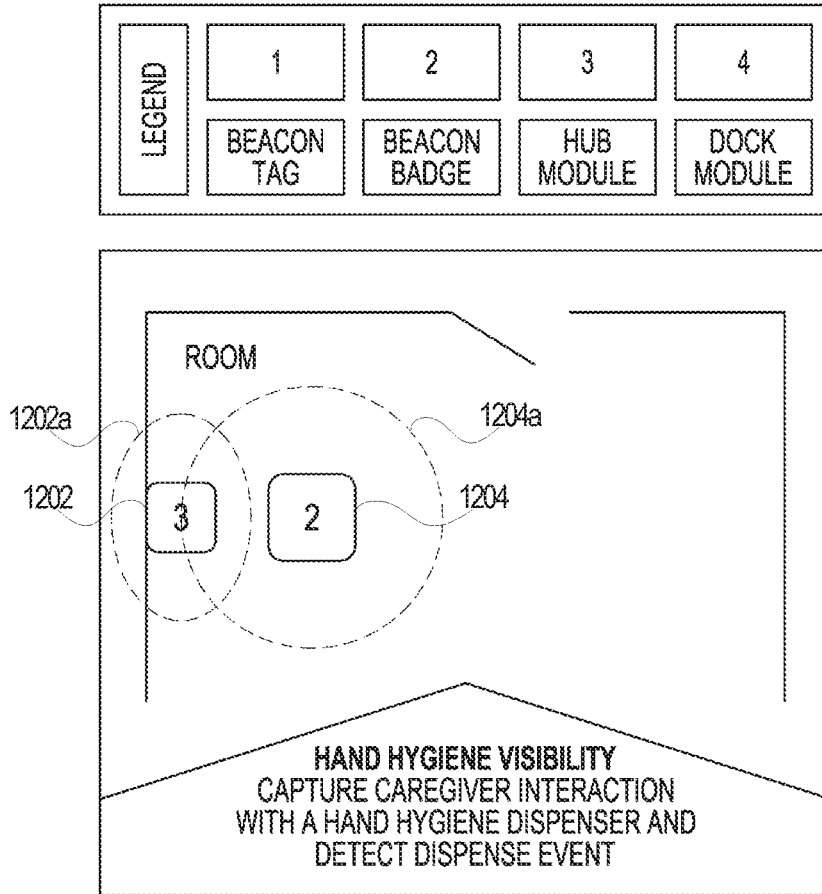 LEGEND
1
2
3
4
BEACON
TAG
BEACON
BADGE
HUB
MODULE
DOCK
MODULE
ROOM
1202a
1204a
1202
3
2
1204
HAND HYGIENE VISIBILITY
CAPTURE CAREGIVER INTERACTION
WITH A HAND HYGIENE DISPENSER AND
DETECT DISPENSE EVENT